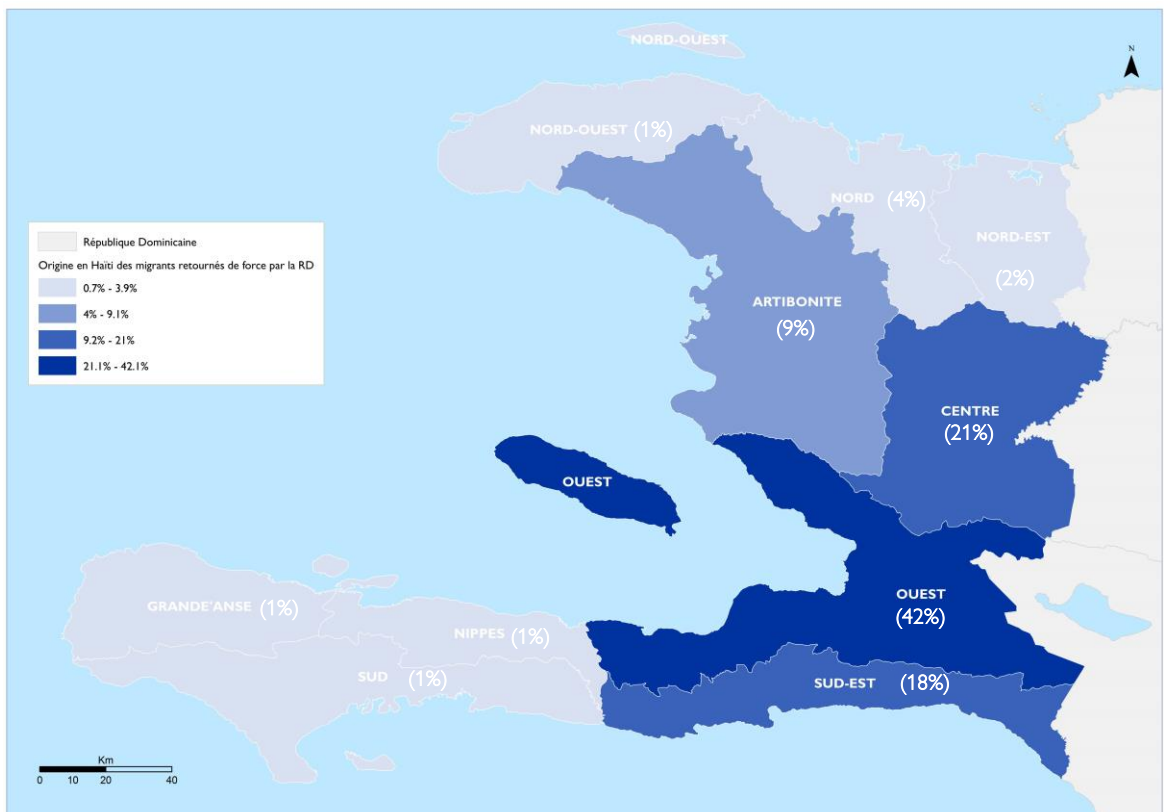 NORD-OUEST
N
NORD-OUEST (1%)
NORD (4%)
NORD-EST
(2%)
République Dominicaine
Origine en Haïti des migrants retournés de force par la RD
0.7% - 3.9%
4% - 9.1%
9.2% - 21%
21.1% - 42.1%
ARTIBONITE
(9%)
CENTRE
(21%)
OUEST
OUEST
(42%)
GRANDE'ANSE (1%)
NIPPES (1%)
SUD (1%)
SUD-EST (18%)
Km
0 10 20 40